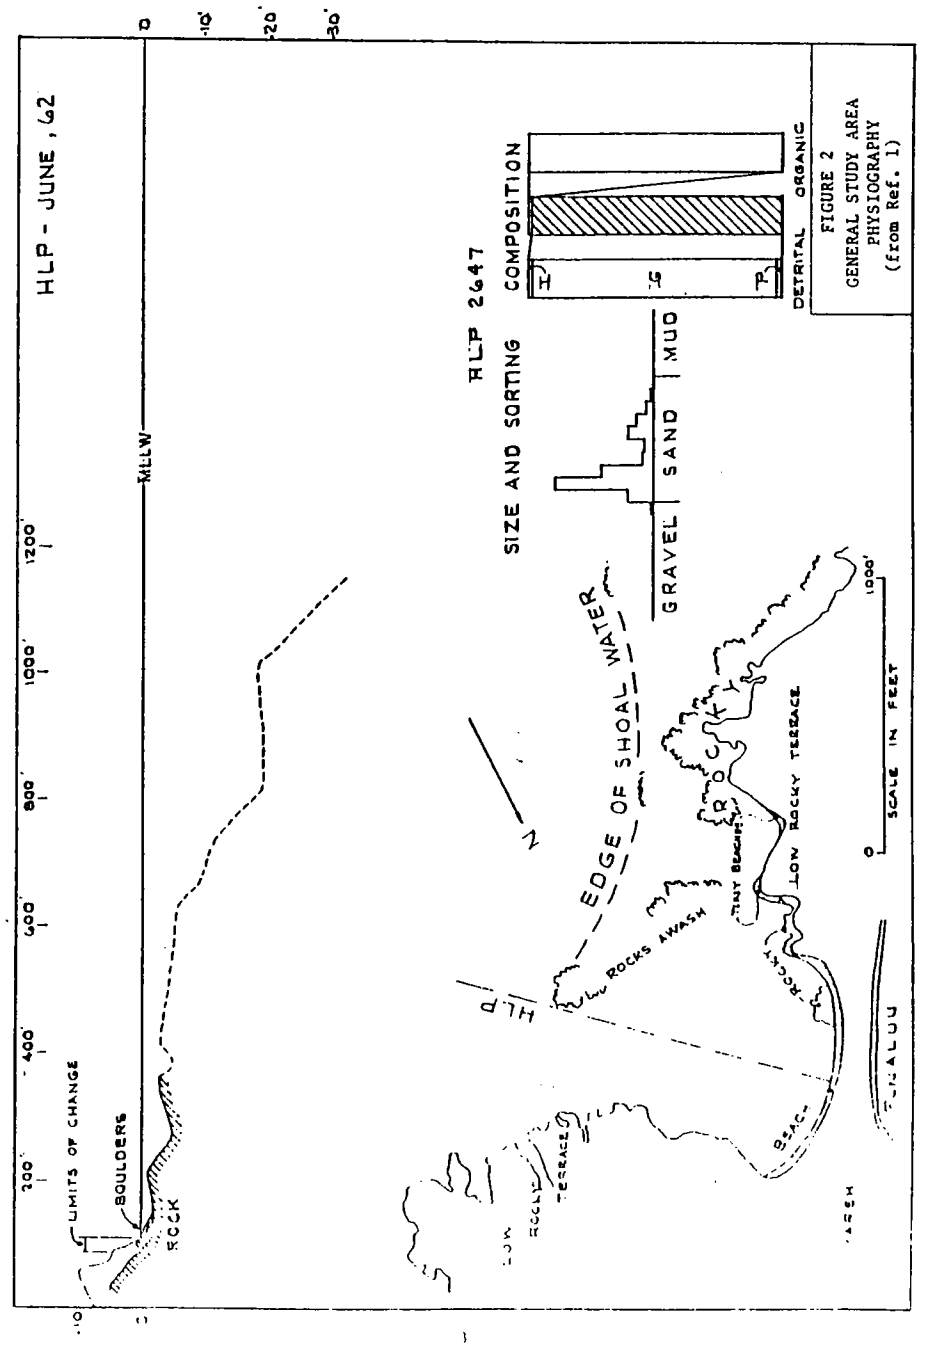 HLP - JUNE, 62
LIMITS OF CHANGE
BOULDERS
ROCK
MLLW
200'
400'
600'
800'
1000'
1200'
0
-10'
-20'
-30'
HLP 2647
SIZE AND SORTING
COMPOSITION
GRAVEL SAND MUD
H
G
P
DETRITAL ORGANIC
EDGE OF SHOAL WATER
N
HLP
ROCKS AWASH
ROCKY
TINY BEACH
ROCKY
LOW ROCKY TERRACE
LOW
ROCKY
TERRACE
BEACH
0
1000'
SCALE IN FEET
FIGURE 2
GENERAL STUDY AREA
PHYSIOGRAPHY
(from Ref. 1)